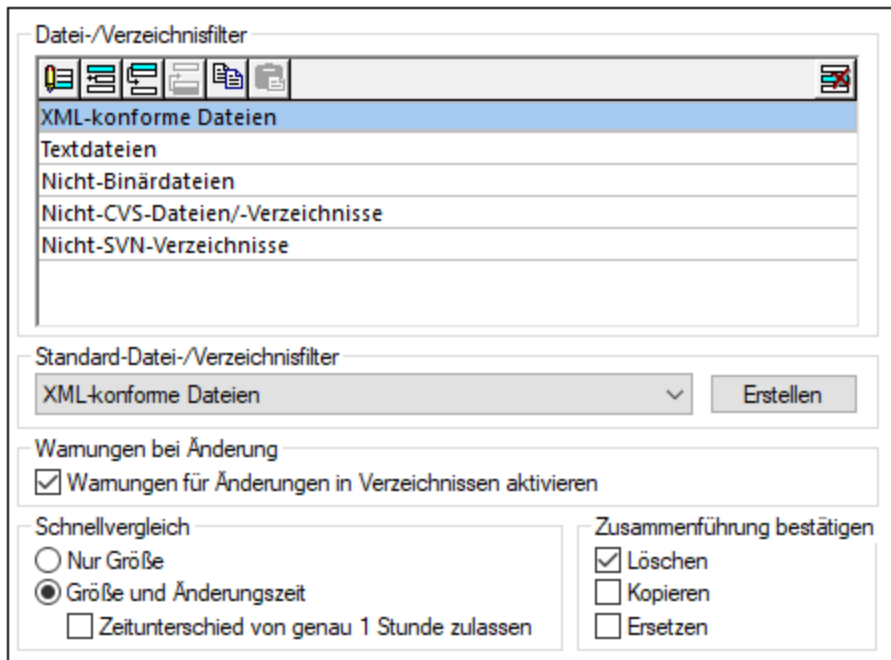 Datei-/Verzeichnisfilter
XML-konforme Dateien
Textdateien
Nicht-Binärdateien
Nicht-CVS-Dateien/-Verzeichnisse
Nicht-SVN-Verzeichnisse
Standard-Datei-/Verzeichnisfilter
XML-konforme Dateien
Erstellen
Warnungen bei Änderung
Warnungen für Änderungen in Verzeichnissen aktivieren
Schnellvergleich
Nur Größe
Größe und Änderungszeit
Zeitunterschied von genau 1 Stunde zulassen
Zusammenführung bestätigen
Löschen
Kopieren
Ersetzen